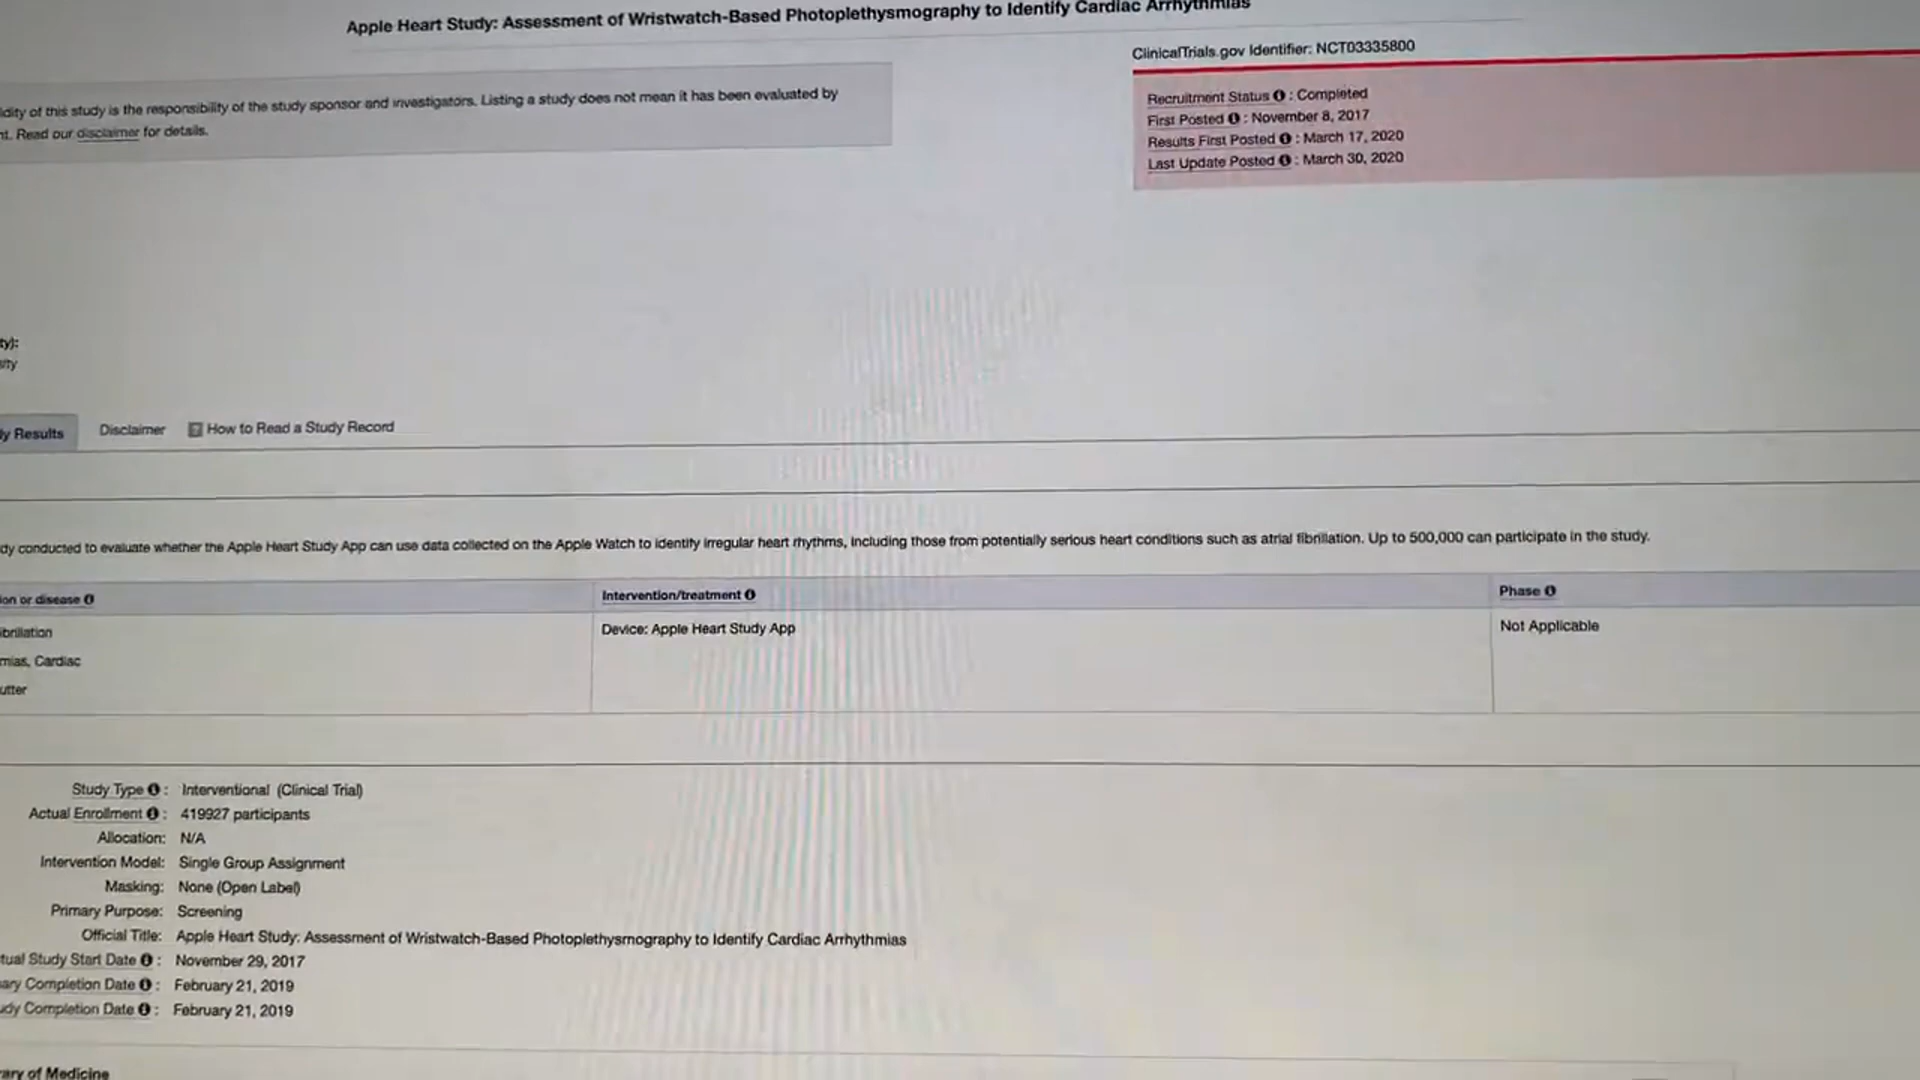 Apple Heart Study: Assessment of Wristwatch-Based Photoplethysmography to Identify Cardiac Arrhythmias
ClinicalTrials.gov Identifier: NCT03335800
Recruitment Status : Completed
First Posted : November 8, 2017
Results First Posted : March 17, 2020
Last Update Posted : March 30, 2020
idity of this study is the responsibility of the study sponsor and investigators. Listing a study does not mean it has been evaluated by
nt. Read our disclaimer for details.
ty):
sity
ly Results Disclaimer ? How to Read a Study Record
dy conducted to evaluate whether the Apple Heart Study App can use data collected on the Apple Watch to identify irregular heart rhythms, including those from potentially serious heart conditions such as atrial fibrillation. Up to 500,000 can participate in the study.
ion or disease Intervention/treatment Phase
ibrillation Device: Apple Heart Study App Not Applicable
mias, Cardiac
utter
Study Type : Interventional (Clinical Trial)
Actual Enrollment : 419927 participants
Allocation: N/A
Intervention Model: Single Group Assignment
Masking: None (Open Label)
Primary Purpose: Screening
Official Title: Apple Heart Study: Assessment of Wristwatch-Based Photoplethysmography to Identify Cardiac Arrhythmias
tual Study Start Date : November 29, 2017
ary Completion Date : February 21, 2019
udy Completion Date : February 21, 2019
rary of Medicine